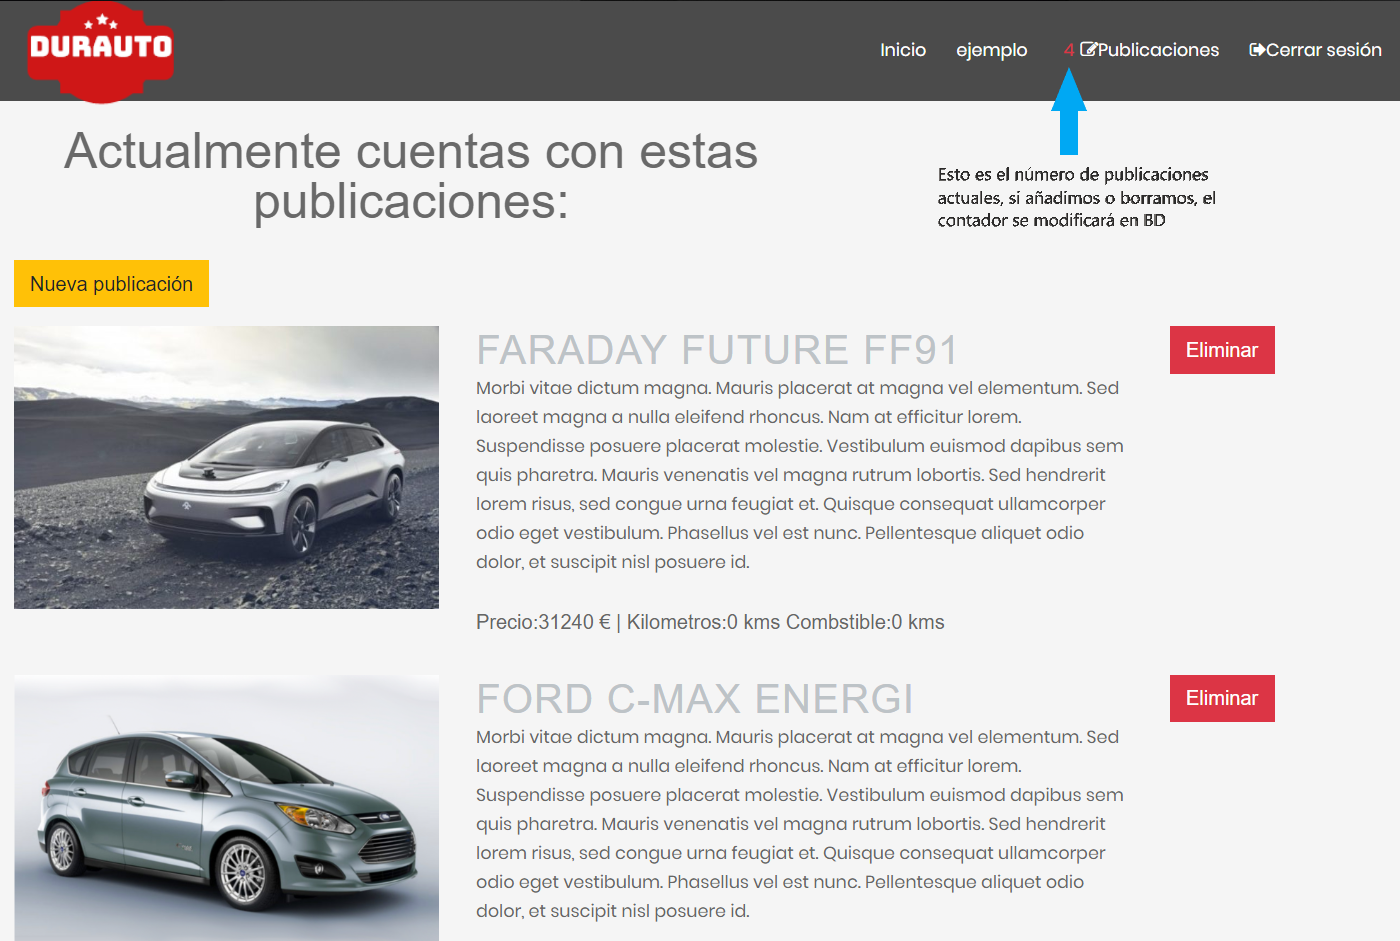 DURAUTO
Inicio ejemplo 4 Publicaciones Cerrar sesión
Actualmente cuentas con estas
publicaciones:
Esto es el número de publicaciones
actuales, si añadimos o borramos, el
contador se modificará en BD
Nueva publicación
FARADAY FUTURE FF91
Eliminar
Morbi vitae dictum magna. Mauris placerat at magna vel elementum. Sed
laoreet magna a nulla eleifend rhoncus. Nam at efficitur lorem.
Suspendisse posuere placerat molestie. Vestibulum euismod dapibus sem
quis pharetra. Mauris venenatis vel magna rutrum lobortis. Sed hendrerit
lorem risus, sed congue urna feugiat et. Quisque consequat ullamcorper
odio eget vestibulum. Phasellus vel est nunc. Pellentesque aliquet odio
dolor, et suscipit nisl posuere id.
Precio:31240 € | Kilometros:0 kms Combstible:0 kms
FORD C-MAX ENERGI
Eliminar
Morbi vitae dictum magna. Mauris placerat at magna vel elementum. Sed
laoreet magna a nulla eleifend rhoncus. Nam at efficitur lorem.
Suspendisse posuere placerat molestie. Vestibulum euismod dapibus sem
quis pharetra. Mauris venenatis vel magna rutrum lobortis. Sed hendrerit
lorem risus, sed congue urna feugiat et. Quisque consequat ullamcorper
odio eget vestibulum. Phasellus vel est nunc. Pellentesque aliquet odio
dolor, et suscipit nisl posuere id.